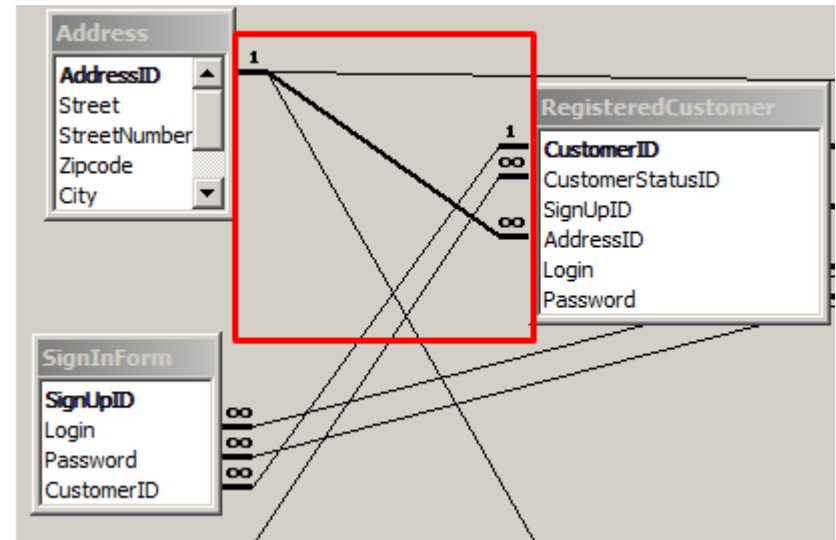 Address
AddressID
Street
StreetNumber
Zipcode
City
1
1
∞
∞
RegisteredCustomer
CustomerID
CustomerStatusID
SignUpID
AddressID
Login
Password
SignInForm
SignUpID
Login
Password
CustomerID
∞
∞
∞